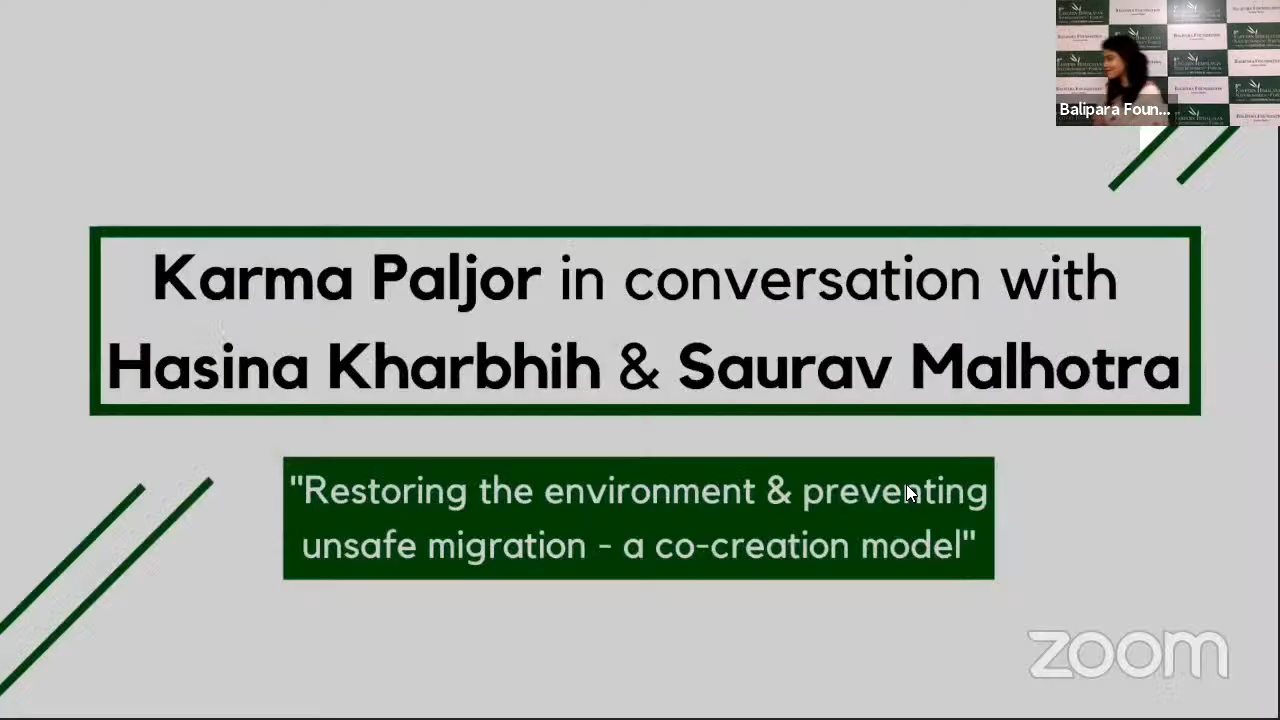 Balipara Foun...
Karma Paljor in conversation with
Hasina Kharbhih & Saurav Malhotra
"Restoring the environment & preventing
unsafe migration - a co-creation model"
zoom